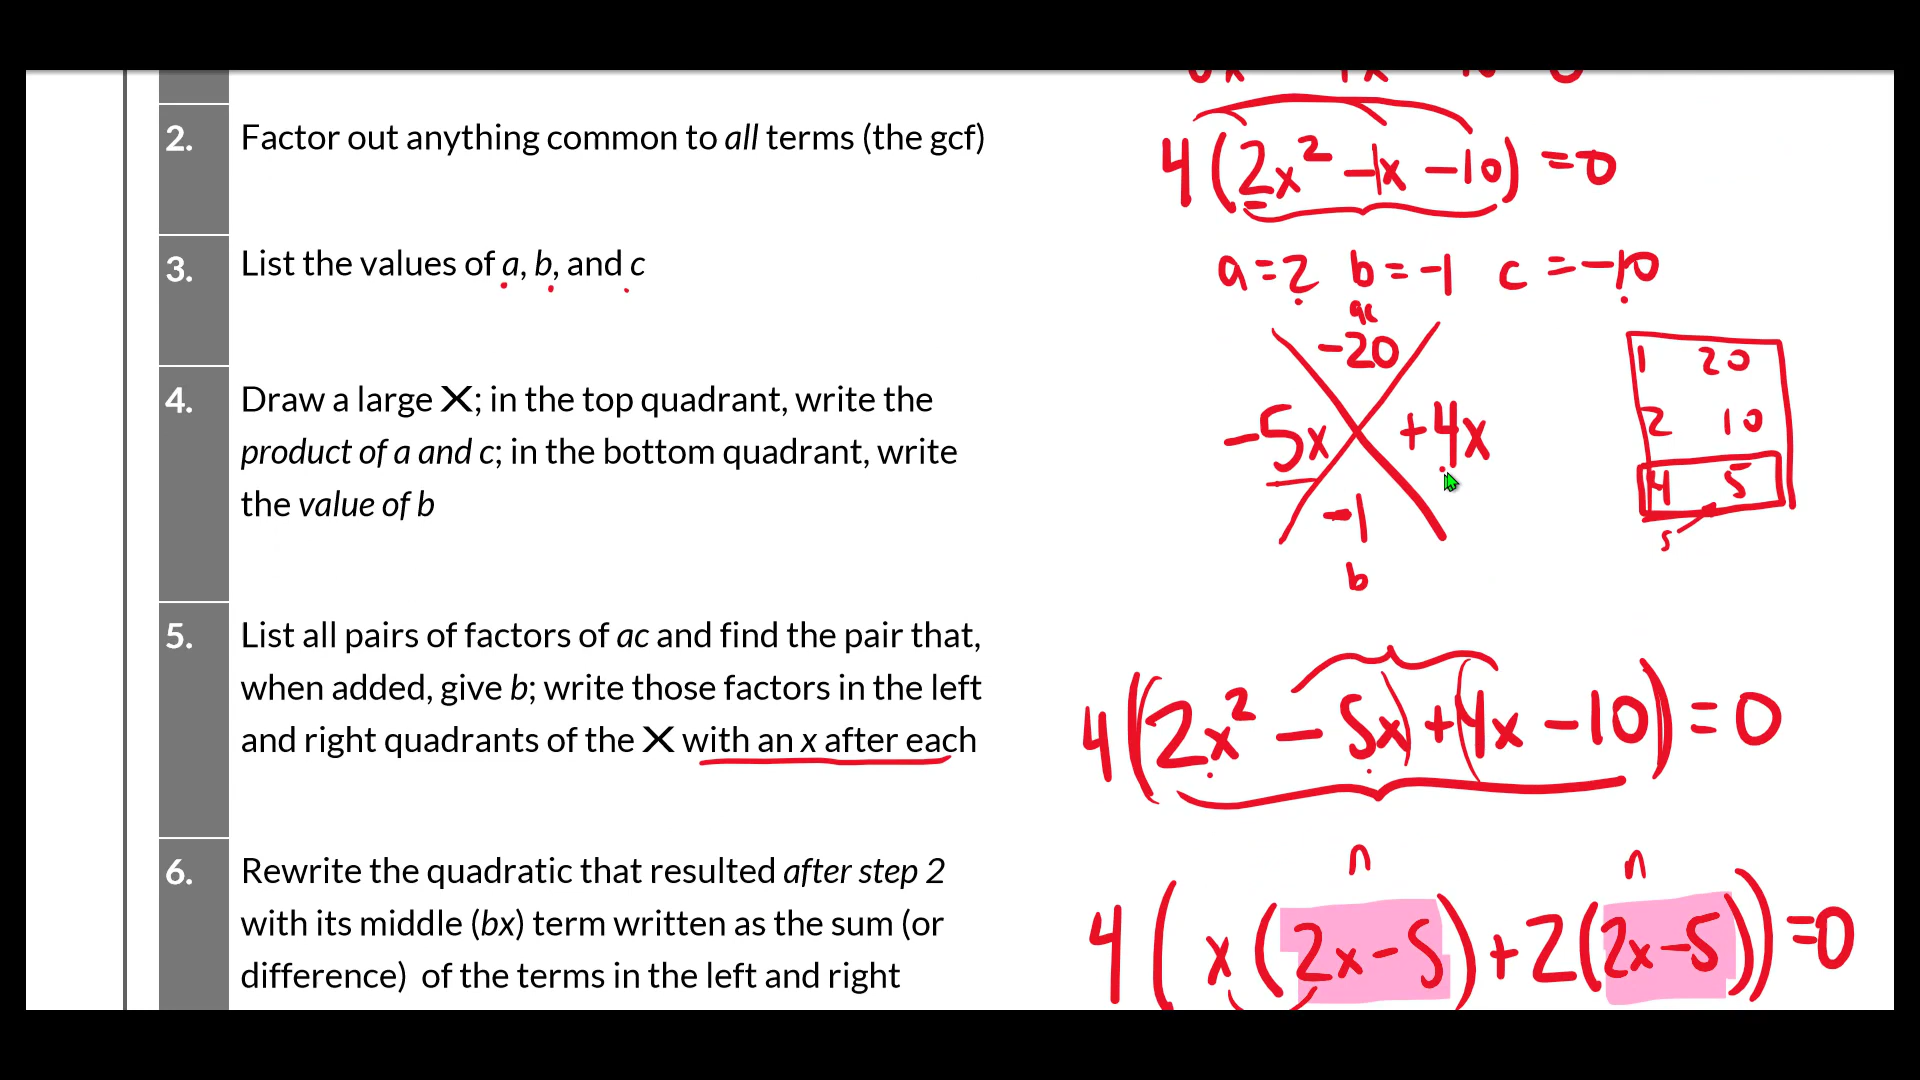 2. Factor out anything common to all terms (the gcf)
4(2x² -1x -10) = 0
3. List the values of a, b, and c
a = 2 b = -1 c = -10
ac
-20
-5x +4x
-1
b
1 20
2 10
4 5
5
4. Draw a large X; in the top quadrant, write the
product of a and c; in the bottom quadrant, write
the value of b
5. List all pairs of factors of ac and find the pair that,
when added, give b; write those factors in the left
and right quadrants of the X with an x after each
4((2x² - 5x) + (4x - 10)) = 0
6. Rewrite the quadratic that resulted after step 2
with its middle (bx) term written as the sum (or
difference) of the terms in the left and right
n n
4(x(2x-5)+2(2x-5))=0